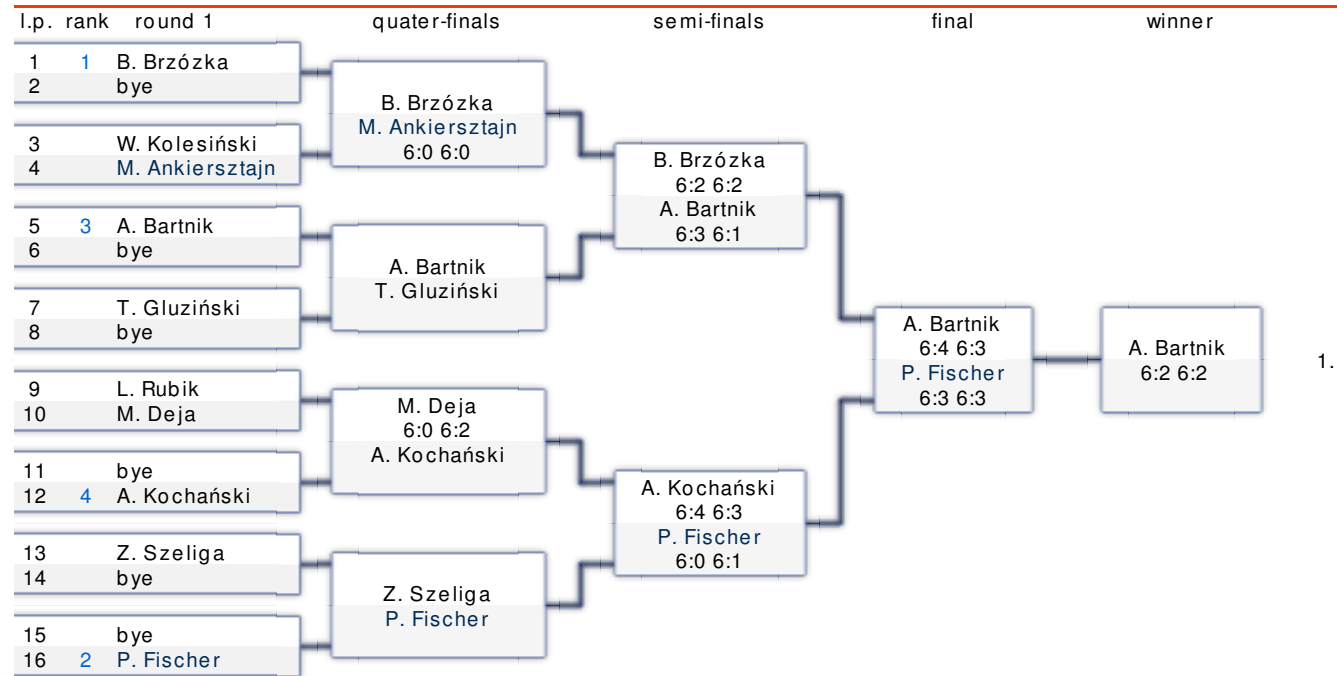 l.p. rank round 1 quater-finals semi-finals final winner
1 1 B. Brzózka
2 bye
3 W. Kolesiński
4 M. Ankiersztajn
5 3 A. Bartnik
6 bye
7 T. Gluziński
8 bye
9 L. Rubik
10 M. Deja
11 bye
12 4 A. Kochański
13 Z. Szeliga
14 bye
15 bye
16 2 P. Fischer
B. Brzózka
M. Ankiersztajn
6:0 6:0
A. Bartnik
T. Gluziński
M. Deja
6:0 6:2
A. Kochański
Z. Szeliga
P. Fischer
B. Brzózka
6:2 6:2
A. Bartnik
6:3 6:1
A. Kochański
6:4 6:3
P. Fischer
6:0 6:1
A. Bartnik
6:4 6:3
P. Fischer
6:3 6:3
A. Bartnik
6:2 6:2
1.